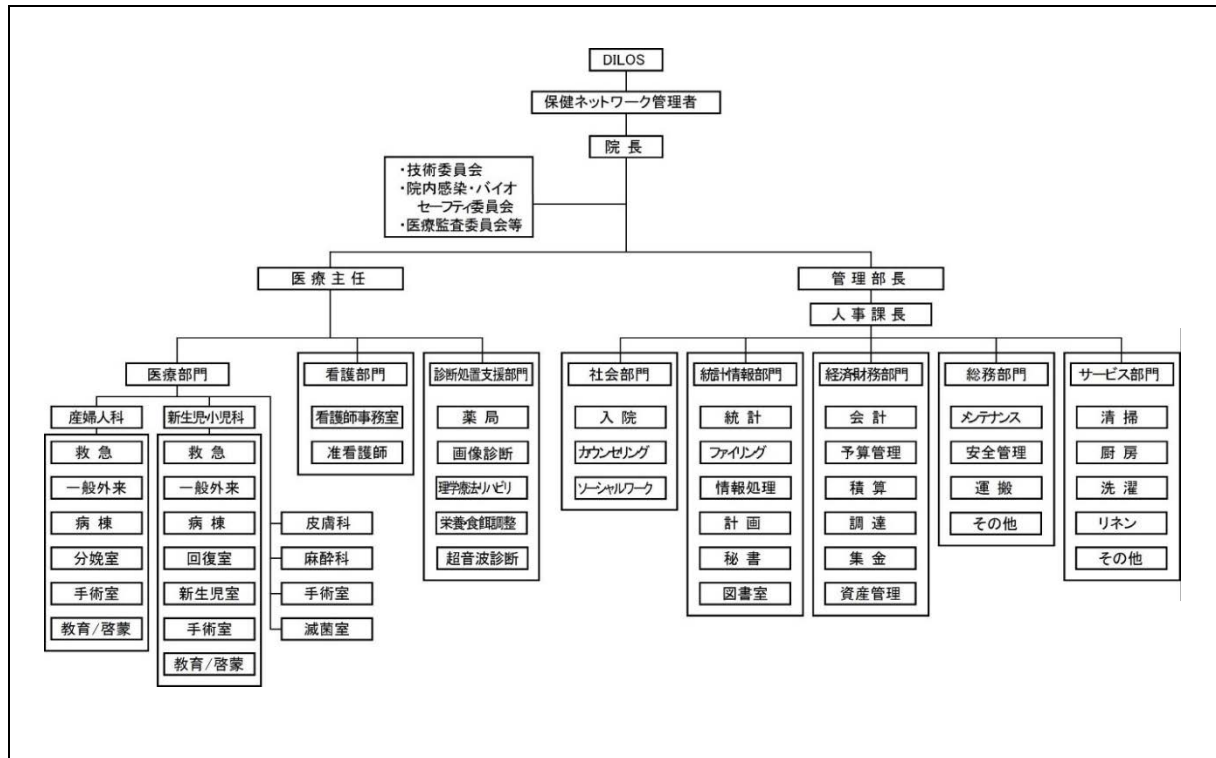 DILOS
保健ネットワーク管理者
院 長
・技術委員会
・院内感染・バイオ
セーフティ委員会
・医療監査委員会等
医 療 主 任
管 理 部 長
人 事 課 長
医療部門
産婦人科
救 急
一般外来
病 棟
分娩室
手術室
教育/啓蒙
新生児・小児科
救 急
一般外来
病 棟
回復室
新生児室
手術室
教育/啓蒙
皮膚科
麻酔科
手術室
滅菌室
看護部門
看護師事務室
准看護師
診断処置支援部門
薬 局
画像診断
理学療法・リハビリ
栄養・食餌調整
超音波診断
社会部門
入 院
カウンセリング
ソーシャルワーク
統計・情報部門
統 計
ファイリング
情報処理
計 画
秘 書
図書室
経済・財務部門
会 計
予算管理
積 算
調 達
集 金
資産管理
総務部門
メンテナンス
安全管理
運 搬
その他
サービス部門
清 掃
厨 房
洗 濯
リネン
その他